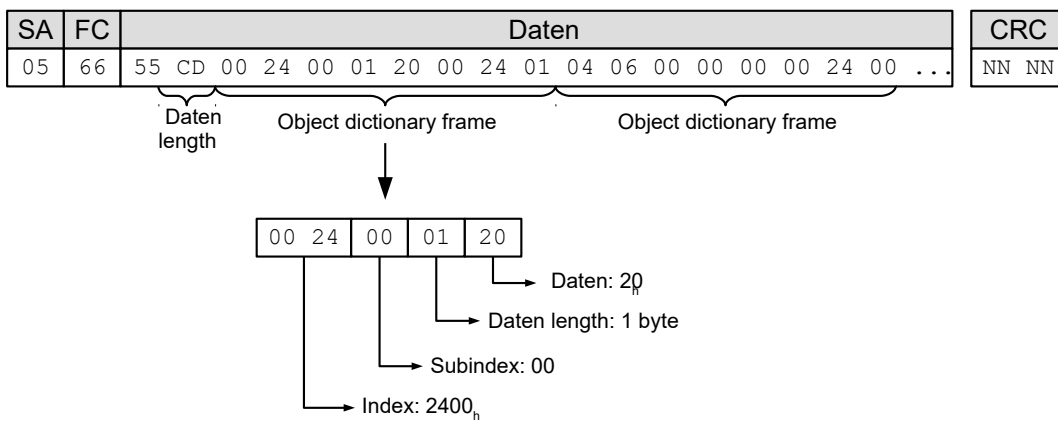 SA FC Daten CRC
05 66 55 CD 00 24 00 01 20 00 24 01 04 06 00 00 00 00 24 00 ... NN NN
Daten length
Object dictionary frame
Object dictionary frame
00 24 00 01 20
Daten: 20h
Daten length: 1 byte
Subindex: 00
Index: 2400h